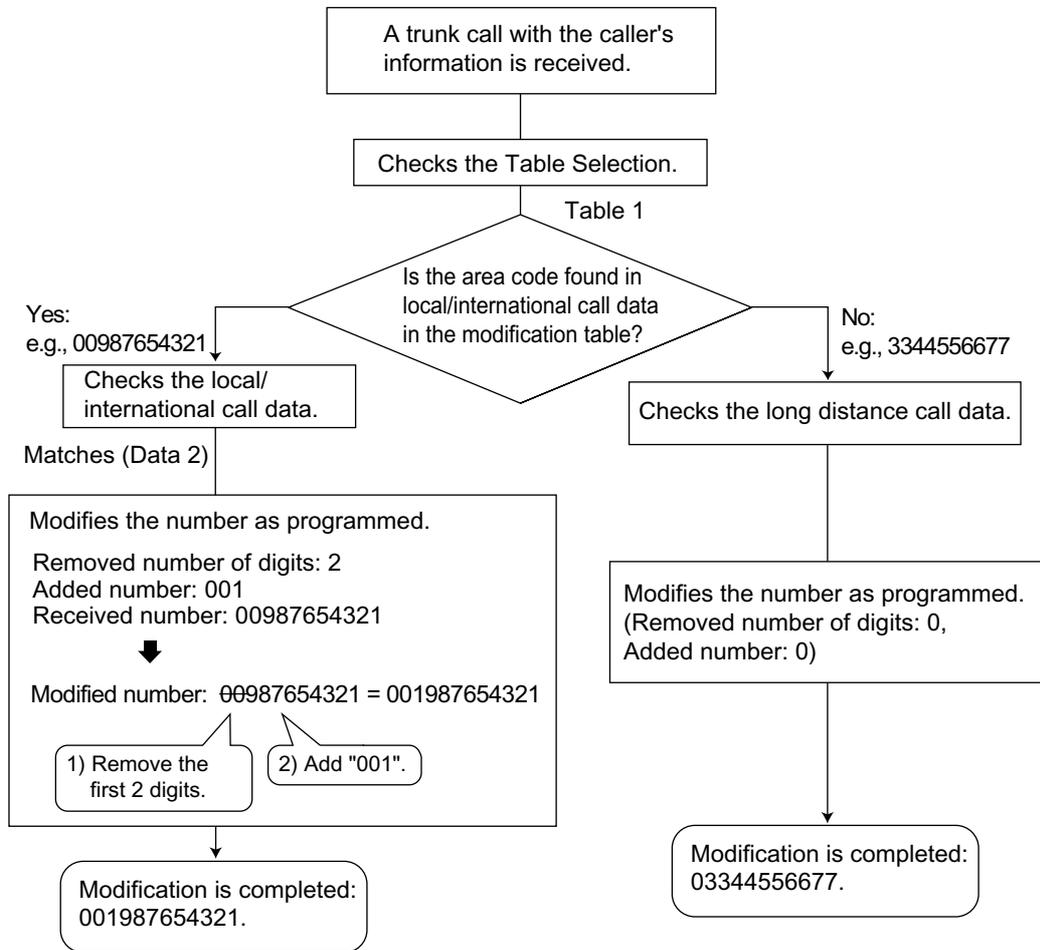 A trunk call with the caller's
information is received.
Checks the Table Selection.
Table 1
Is the area code found in
local/international call data
in the modification table?
Yes:
e.g., 00987654321
No:
e.g., 3344556677
Checks the local/
international call data.
Checks the long distance call data.
Matches (Data 2)
Modifies the number as programmed.
Removed number of digits: 2
Added number: 001
Received number: 00987654321
Modified number: 00987654321 = 001987654321
1) Remove the
first 2 digits.
2) Add "001".
Modifies the number as programmed.
(Removed number of digits: 0,
Added number: 0)
Modification is completed:
001987654321.
Modification is completed:
03344556677.